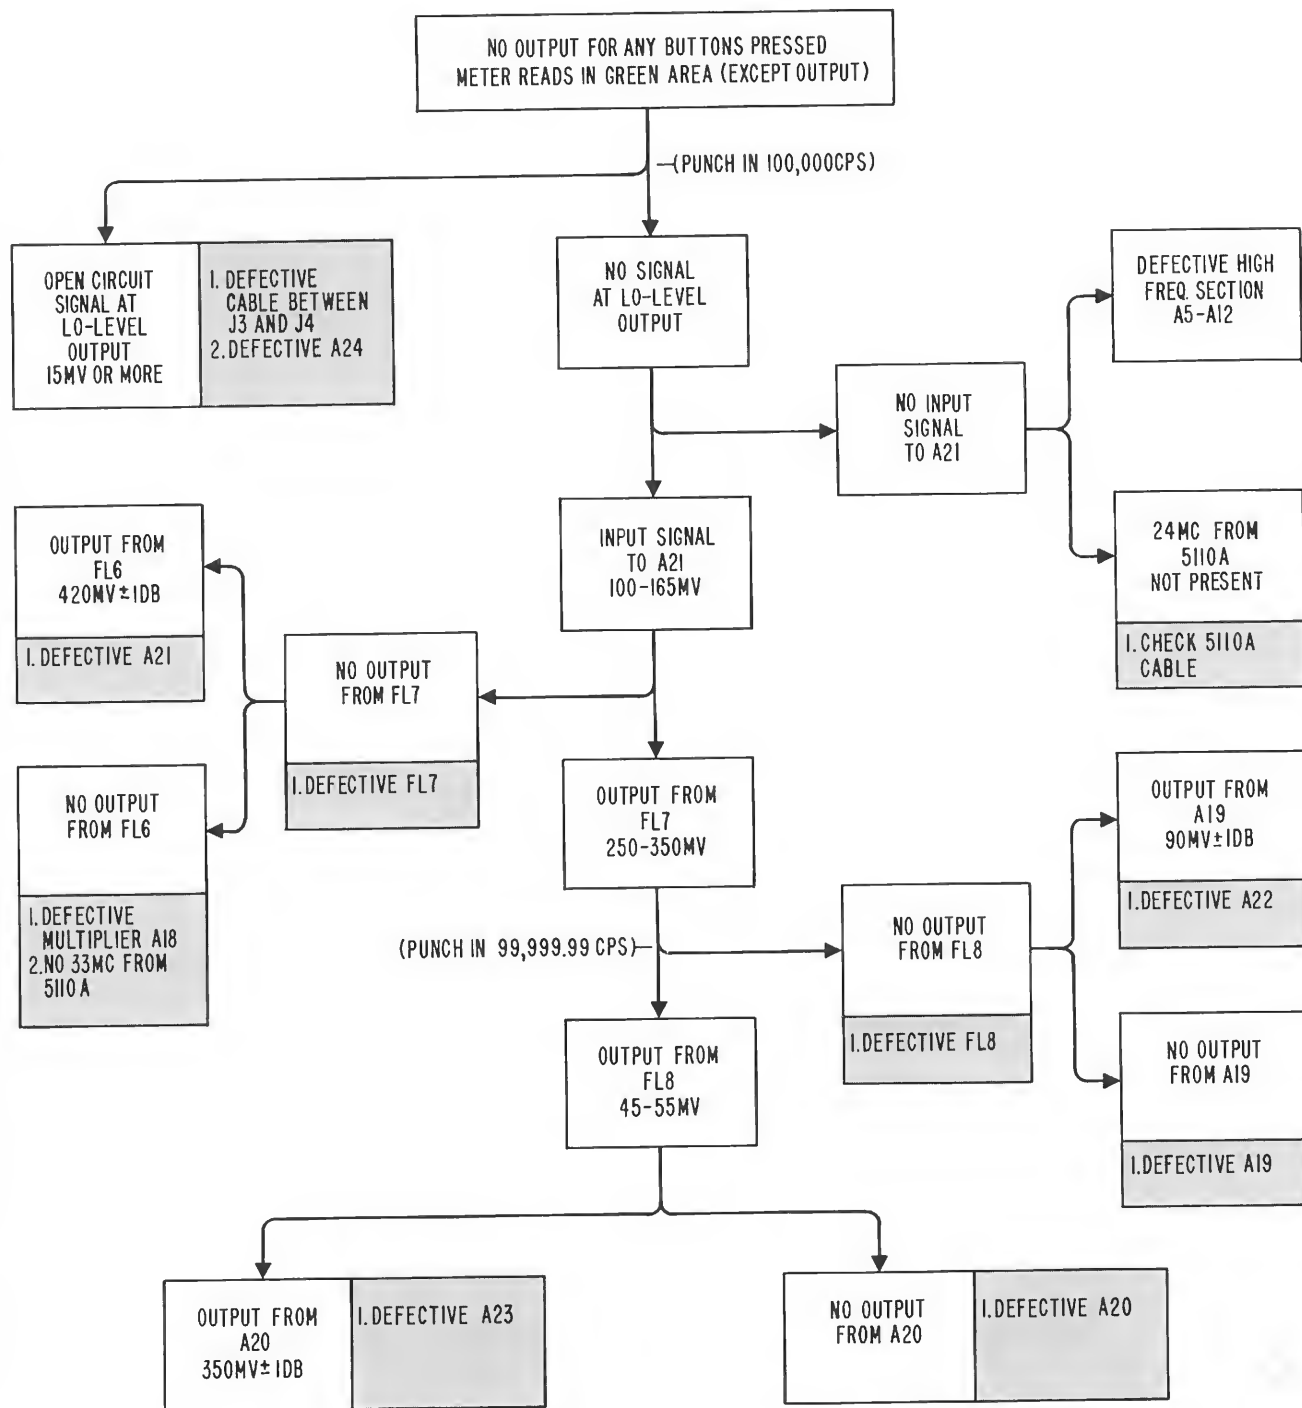 NO OUTPUT FOR ANY BUTTONS PRESSED
METER READS IN GREEN AREA (EXCEPT OUTPUT)
(PUNCH IN 100,000CPS)
OPEN CIRCUIT
SIGNAL AT
LO-LEVEL
OUTPUT
15MV OR MORE
1. DEFECTIVE
CABLE BETWEEN
J3 AND J4
2. DEFECTIVE A24
NO SIGNAL
AT LO-LEVEL
OUTPUT
DEFECTIVE HIGH
FREQ. SECTION
A5-A12
NO INPUT
SIGNAL
TO A21
24MC FROM
5110A
NOT PRESENT
1. CHECK 5110A
CABLE
INPUT SIGNAL
TO A21
100-165MV
OUTPUT FROM
FL6
420MV±1DB
1. DEFECTIVE A21
NO OUTPUT
FROM FL7
1. DEFECTIVE FL7
NO OUTPUT
FROM FL6
1. DEFECTIVE
MULTIPLIER A18
2. NO 33MC FROM
5110A
OUTPUT FROM
FL7
250-350MV
OUTPUT FROM
A19
90MV±1DB
1. DEFECTIVE A22
(PUNCH IN 99,999.99 CPS)
NO OUTPUT
FROM FL8
1. DEFECTIVE FL8
NO OUTPUT
FROM A19
1. DEFECTIVE A19
OUTPUT FROM
FL8
45-55MV
OUTPUT FROM
A20
350MV±1DB
1. DEFECTIVE A23
NO OUTPUT
FROM A20
1. DEFECTIVE A20